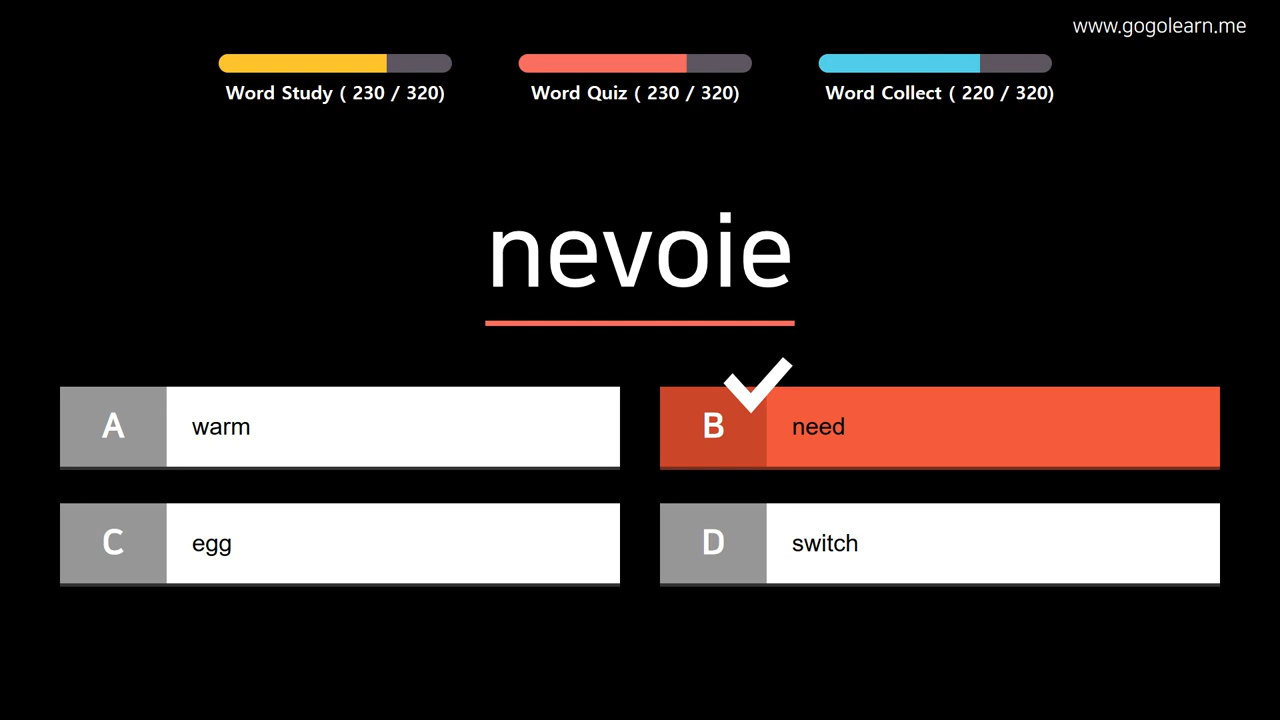 www.gogolearn.me
Word Study ( 230 / 320)
Word Quiz ( 230 / 320)
Word Collect ( 220 / 320)
nevoie
A
warm
B
need
C
egg
D
switch